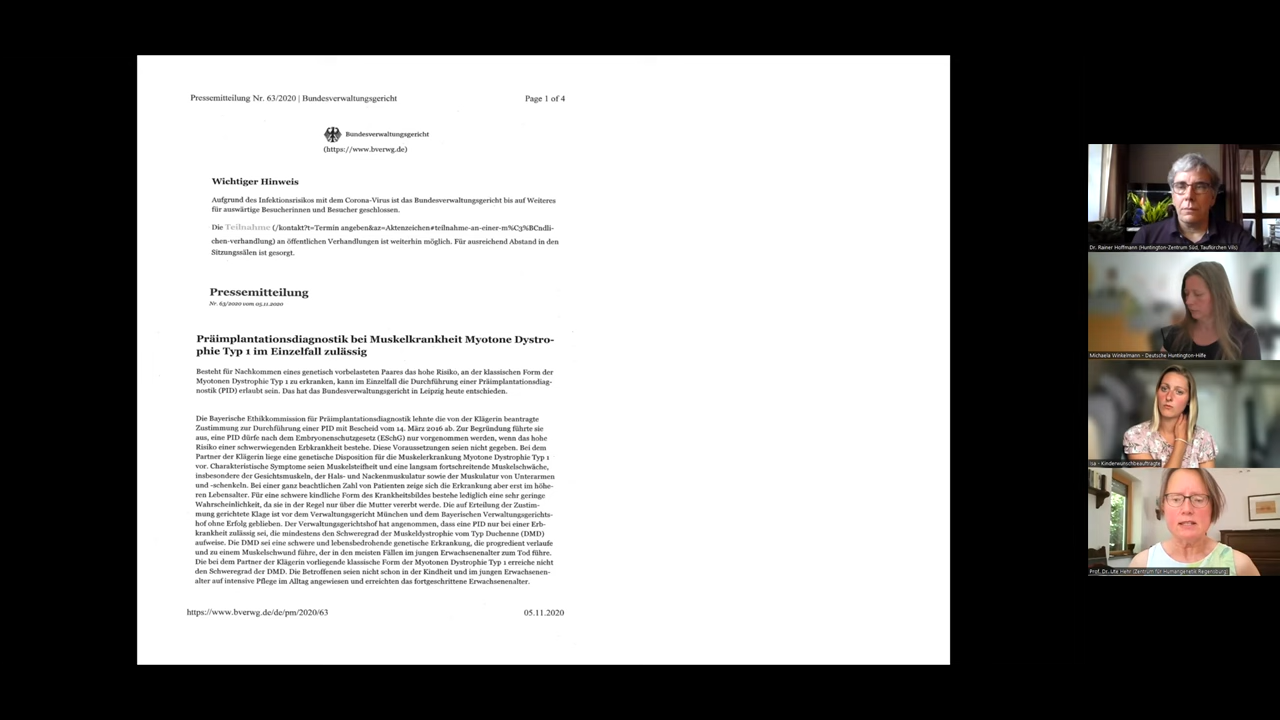 Pressemitteilung Nr. 63/2020 | Bundesverwaltungsgericht
Page 1 of 4
Bundesverwaltungsgericht
(https://www.bverwg.de)
Wichtiger Hinweis
Aufgrund des Infektionsrisikos mit dem Corona-Virus ist das Bundesverwaltungsgericht bis auf Weiteres
für auswärtige Besucherinnen und Besucher geschlossen.
Die Teilnahme (/kontakt?t=Termin angeben&az=Aktenzeichen#teilnahme-an-einer-m%C3%BCndli-
chen-verhandlung) an öffentlichen Verhandlungen ist weiterhin möglich. Für ausreichend Abstand in den
Sitzungssälen ist gesorgt.
Pressemitteilung
Nr. 63/2020 vom 05.11.2020
Präimplantationsdiagnostik bei Muskelkrankheit Myotone Dystro-
phie Typ 1 im Einzelfall zulässig
Besteht für Nachkommen eines genetisch vorbelasteten Paares das hohe Risiko, an der klassischen Form der
Myotonen Dystrophie Typ 1 zu erkranken, kann im Einzelfall die Durchführung einer Präimplantationsdiag-
nostik (PID) erlaubt sein. Das hat das Bundesverwaltungsgericht in Leipzig heute entschieden.
Die Bayerische Ethikkommission für Präimplantationsdiagnostik lehnte die von der Klägerin beantragte
Zustimmung zur Durchführung einer PID mit Bescheid vom 14. März 2016 ab. Zur Begründung führte sie
aus, eine PID dürfe nach dem Embryonenschutzgesetz (ESchG) nur vorgenommen werden, wenn das hohe
Risiko einer schwerwiegenden Erbkrankheit bestehe. Diese Voraussetzungen seien nicht gegeben. Bei dem
Partner der Klägerin liege eine genetische Disposition für die Muskelerkrankung Myotone Dystrophie Typ 1
vor. Charakteristische Symptome seien Muskelsteifheit und eine langsam fortschreitende Muskelschwäche,
insbesondere der Gesichtsmuskeln, der Hals- und Nackenmuskulatur sowie der Muskulatur von Unterarmen
und -schenkeln. Bei einer ganz beachtlichen Zahl von Patienten zeige sich die Erkrankung aber erst im höhe-
ren Lebensalter. Für eine schwere kindliche Form des Krankheitsbildes bestehe lediglich eine sehr geringe
Wahrscheinlichkeit, da sie in der Regel nur über die Mutter vererbt werde. Die auf Erteilung der Zustim-
mung gerichtete Klage ist vor dem Verwaltungsgericht München und dem Bayerischen Verwaltungsgerichts-
hof ohne Erfolg geblieben. Der Verwaltungsgerichtshof hat angenommen, dass eine PID nur bei einer Erb-
krankheit zulässig sei, die mindestens den Schweregrad der Muskeldystrophie vom Typ Duchenne (DMD)
aufweise. Die DMD sei eine schwere und lebensbedrohende genetische Erkrankung, die progredient verlaufe
und zu einem Muskelschwund führe, der in den meisten Fällen im jungen Erwachsenenalter zum Tod führe.
Die bei dem Partner der Klägerin vorliegende klassische Form der Myotonen Dystrophie Typ 1 erreiche nicht
den Schweregrad der DMD. Die Betroffenen seien nicht schon in der Kindheit und im jungen Erwachsenen-
alter auf intensive Pflege im Alltag angewiesen und erreichten das fortgeschrittene Erwachsenenalter.
https://www.bverwg.de/de/pm/2020/63
05.11.2020
Dr. Rainer Hoffmann (Huntington-Zentrum Süd, Taufkirchen Vils)
Michaela Winkelmann - Deutsche Huntington-Hilfe
Isa - Kinderwunschbeauftragte
Prof. Dr. Ute Hehr (Zentrum für Humangenetik Regensburg)